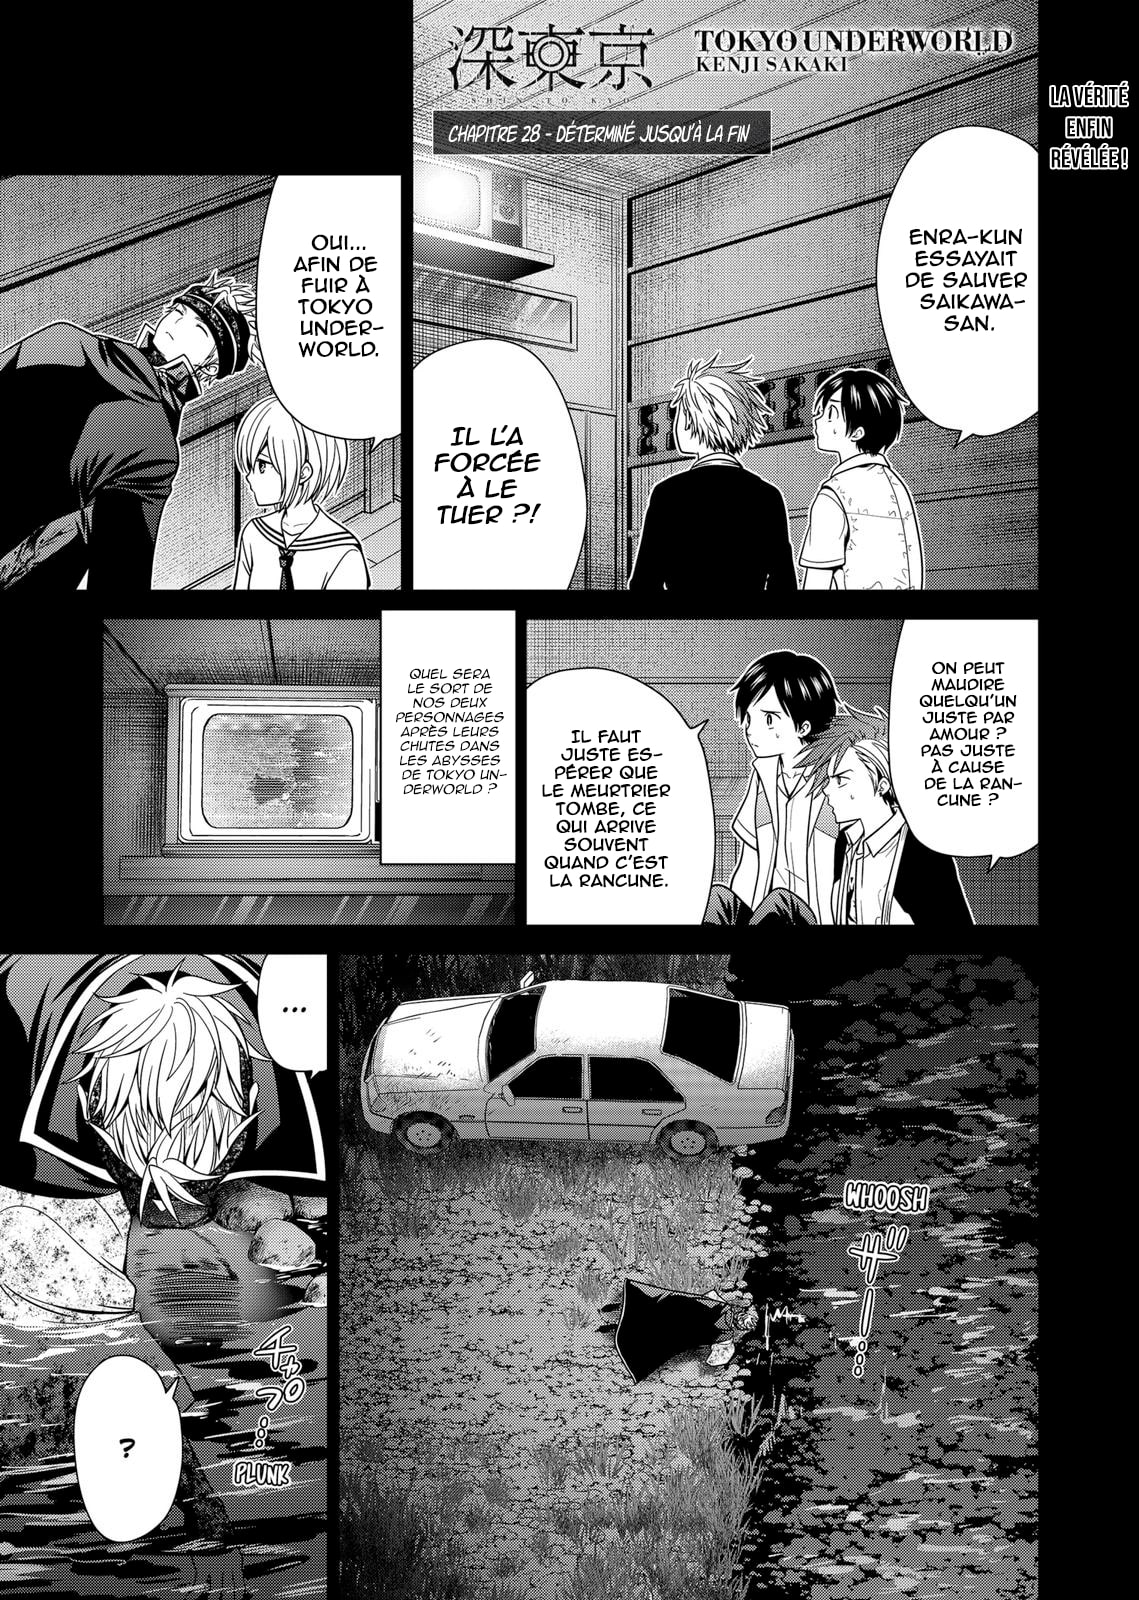 深東京
SHIN TO KYO
TOKYO UNDERWORLD
KENJI SAKAKI
CHAPITRE 28 - DÉTERMINÉ JUSQU'À LA FIN
LA VÉRITÉ
ENFIN
RÉVÉLÉE !
ENRA-KUN
ESSAYAIT
DE SAUVER
SAIKAWA-
SAN.
IL L'A
FORCÉE
À LE
TUER ?!
OUI...
AFIN DE
FUIR À
TOKYO
UNDER-
WORLD.
ON PEUT
MAUDIRE
QUELQU'UN
JUSTE PAR
AMOUR ?
PAS JUSTE
À CAUSE
DE LA RAN-
CUNE ?
IL FAUT
JUSTE ES-
PÉRER QUE
LE MEURTRIER
TOMBE, CE
QUI ARRIVE
SOUVENT
QUAND C'EST
LA RANCUNE.
QUEL SERA
LE SORT DE
NOS DEUX
PERSONNAGES
APRÈS LEURS
CHUTES DANS
LES ABYSSES
DE TOKYO UN-
DERWORLD ?
WHOOSH
ザーー…
...
チャプ…
PLUNK
?